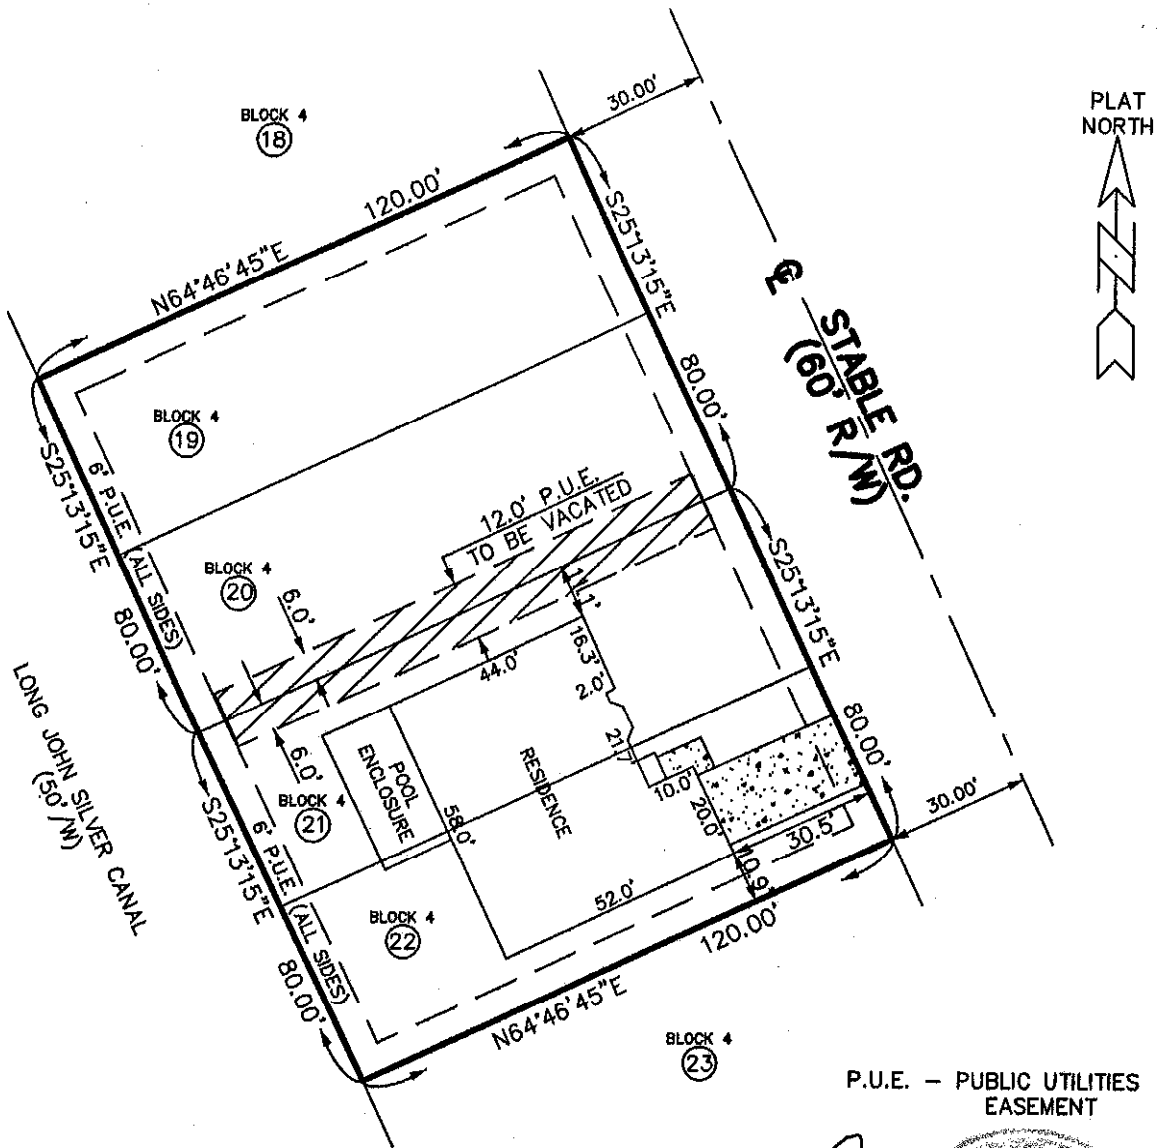 PLAT
NORTH
30.00'
BLOCK 4
18
120.00'
N64°46'45"E
S25°13'15"E
80.00'
℄ STABLE RD.
(60' R/W)
BLOCK 4
19
S25°13'15"E
80.00'
6' P.U.E. (ALL SIDES)
12.0' P.U.E.
TO BE VACATED
BLOCK 4
20
6.0'
11.1'
16.3'
2.0'
44.0'
21.7'
S25°13'15"E
80.00'
LONG JOHN SILVER CANAL
(50'/W)
6.0'
POOL
ENCLOSURE
RESIDENCE
BLOCK 4
21
58.0'
10.0'
20.0'
30.5'
10.9'
30.00'
S25°13'15"E
80.00'
6' P.U.E. (ALL SIDES)
52.0'
BLOCK 4
22
120.00'
N64°46'45"E
BLOCK 4
23
P.U.E. – PUBLIC UTILITIES
EASEMENT